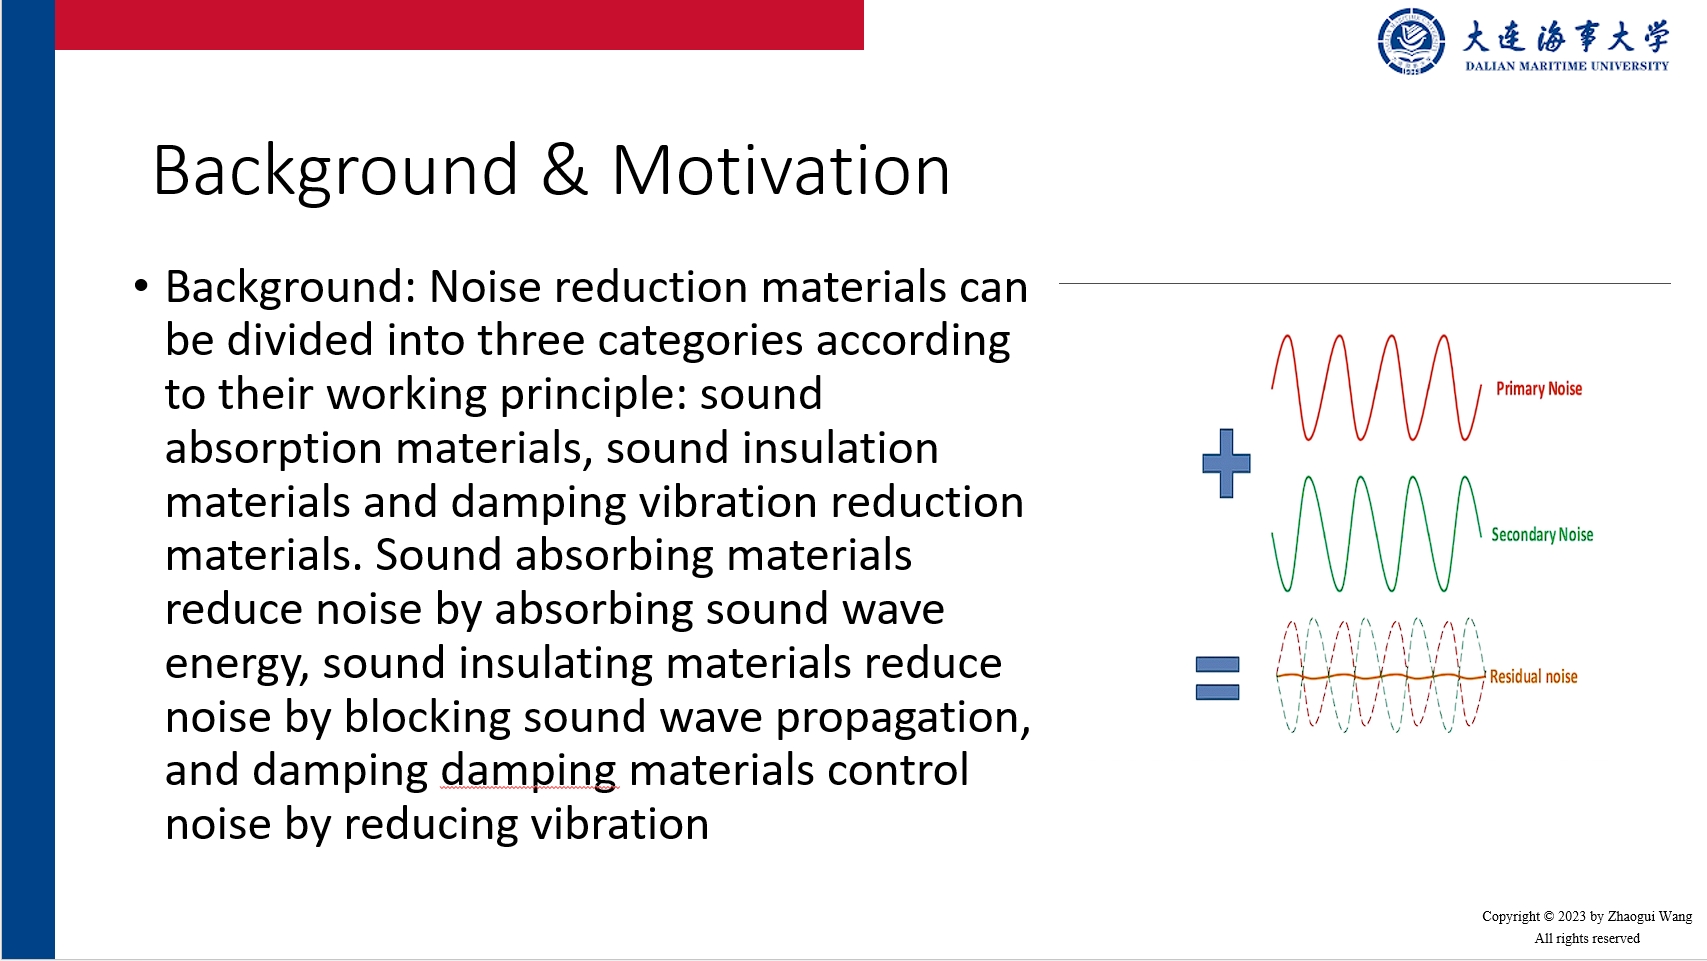 大连海事大学
DALIAN MARITIME UNIVERSITY
Background & Motivation
• Background: Noise reduction materials can
be divided into three categories according
to their working principle: sound
absorption materials, sound insulation
materials and damping vibration reduction
materials. Sound absorbing materials
reduce noise by absorbing sound wave
energy, sound insulating materials reduce
noise by blocking sound wave propagation,
and damping damping materials control
noise by reducing vibration
Primary Noise
Secondary Noise
Residual noise
Copyright © 2023 by Zhaogui Wang
All rights reserved